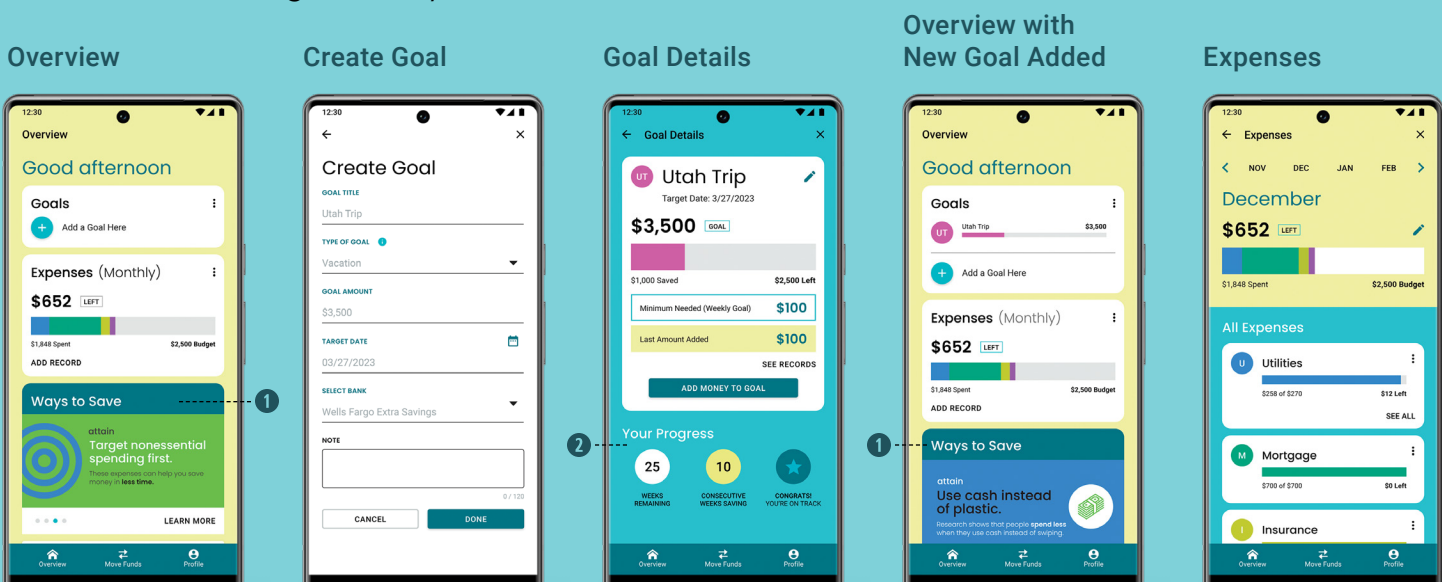 Overview
12:30
Overview
Good afternoon
Goals
+
Add a Goal Here
Expenses (Monthly)
$652 LEFT
$1,848 Spent $2,500 Budget
ADD RECORD
Ways to Save
attain
Target nonessential
spending first.
These expenses can help you save
money in less time.
LEARN MORE
Overview Move Funds Profile
1
Create Goal
12:30
Create Goal
GOAL TITLE
Utah Trip
TYPE OF GOAL i
Vacation
GOAL AMOUNT
$3,500
TARGET DATE
03/27/2023
SELECT BANK
Wells Fargo Extra Savings
NOTE
0 / 120
CANCEL DONE
Goal Details
12:30
Goal Details
UT Utah Trip
Target Date: 3/27/2023
$3,500 GOAL
$1,000 Saved $2,500 Left
Minimum Needed (Weekly Goal) $100
Last Amount Added $100
SEE RECORDS
ADD MONEY TO GOAL
2
Your Progress
25 10
WEEKS
REMAINING
CONSECUTIVE
WEEKS SAVING
CONGRATS!
YOU'RE ON TRACK
Overview Move Funds Profile
Overview with
New Goal Added
12:30
Overview
Good afternoon
Goals
UT Utah Trip $3,500
+
Add a Goal Here
Expenses (Monthly)
$652 LEFT
$1,848 Spent $2,500 Budget
ADD RECORD
1
Ways to Save
attain
Use cash instead
of plastic.
Research shows that people spend less
when they use cash instead of swiping.
Overview Move Funds Profile
Expenses
12:30
Expenses
NOV DEC JAN FEB
December
$652 LEFT
$1,848 Spent $2,500 Budget
All Expenses
U Utilities
$258 of $270 $12 Left
SEE ALL
M Mortgage
$700 of $700 $0 Left
I Insurance
Overview Move Funds Profile